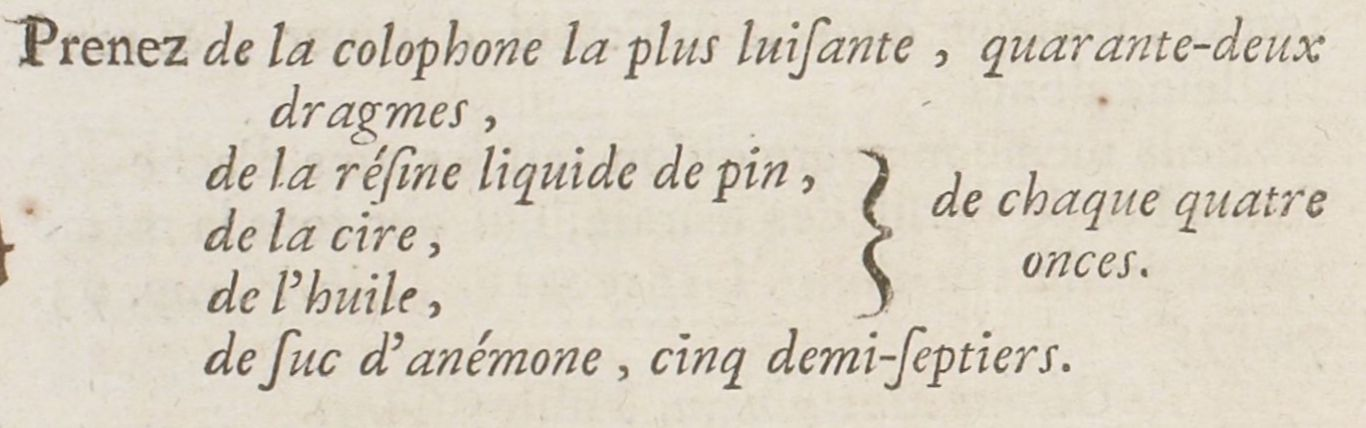 Prenez de la colophone la plus luiſante , quarante-deux
dragmes ,
de la réſine liquide de pin ,
de la cire ,
de l'huile ,
de chaque quatre
onces.
de ſuc d'anémone , cinq demi-ſeptiers.